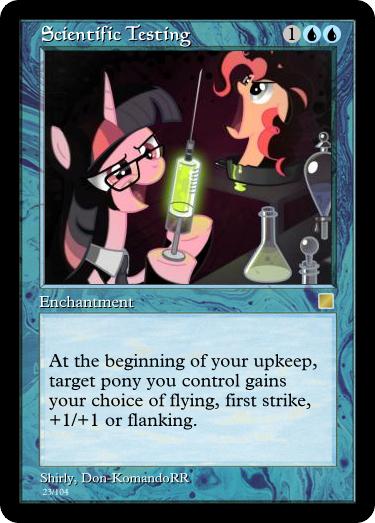 Scientific Testing 1
Enchantment
At the beginning of your upkeep,
target pony you control gains
your choice of flying, first strike,
+1/+1 or flanking.
Shirly, Don-KomandoRR
23/104